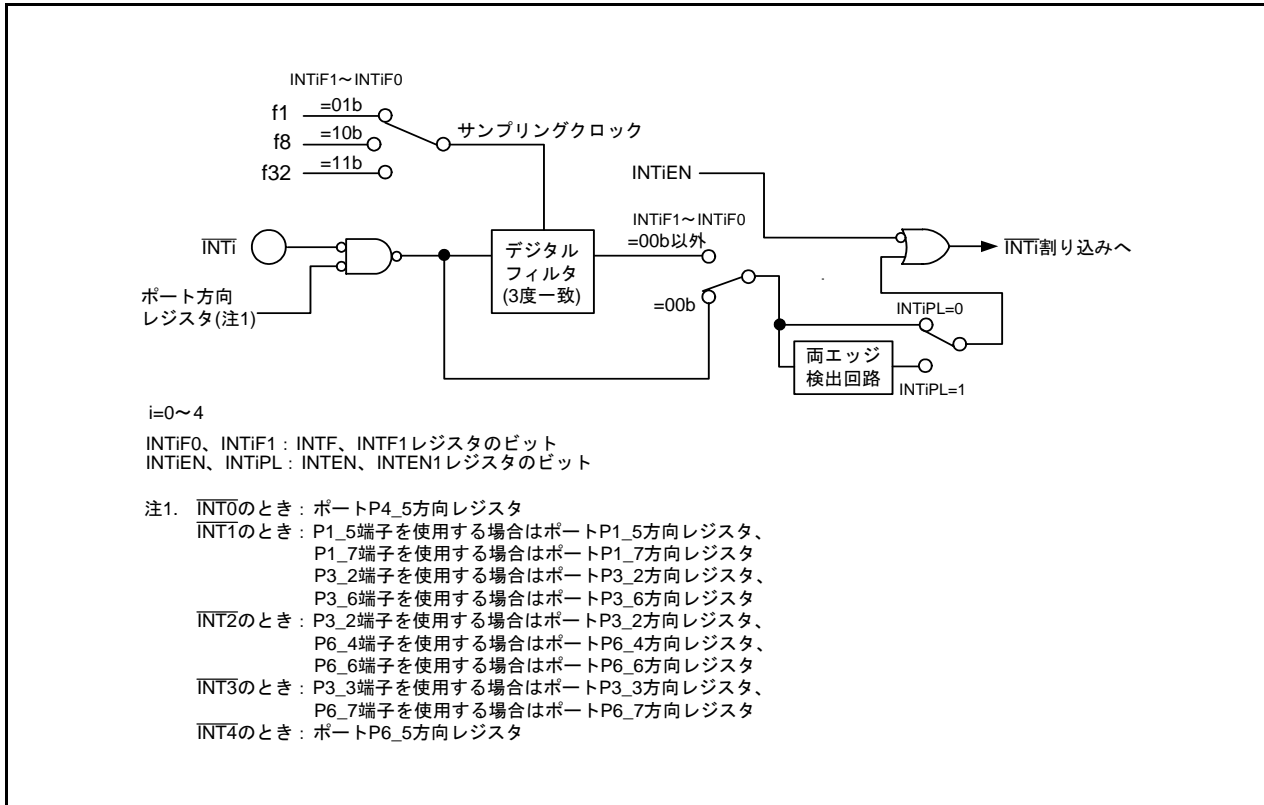 INTiF1～INTiF0
f1 =01b
f8 =10b
f32 =11b
サンプリングクロック
INTiEN
INTiF1～INTiF0
=00b以外
INTi
デジタル
フィルタ
(3度一致)
INTi割り込みへ
ポート方向
レジスタ(注1)
=00b
INTiPL=0
両エッジ
検出回路
INTiPL=1
i=0～4
INTiF0、INTiF1：INTF、INTF1レジスタのビット
INTiEN、INTiPL：INTEN、INTEN1レジスタのビット
注1. INT0のとき：ポートP4_5方向レジスタ
INT1のとき：P1_5端子を使用する場合はポートP1_5方向レジスタ、
P1_7端子を使用する場合はポートP1_7方向レジスタ
P3_2端子を使用する場合はポートP3_2方向レジスタ、
P3_6端子を使用する場合はポートP3_6方向レジスタ
INT2のとき：P3_2端子を使用する場合はポートP3_2方向レジスタ、
P6_4端子を使用する場合はポートP6_4方向レジスタ、
P6_6端子を使用する場合はポートP6_6方向レジスタ
INT3のとき：P3_3端子を使用する場合はポートP3_3方向レジスタ、
P6_7端子を使用する場合はポートP6_7方向レジスタ
INT4のとき：ポートP6_5方向レジスタ